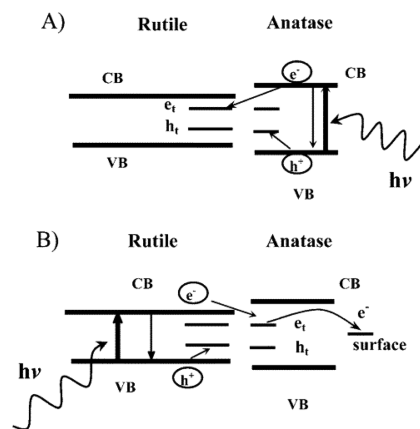 A)
Rutile Anatase
CB e⁻ CB
eₜ
hₜ
VB h⁺ hν
VB
B)
Rutile Anatase
CB e⁻ CB
e⁻
eₜ
hₜ surface
hν VB h⁺
VB